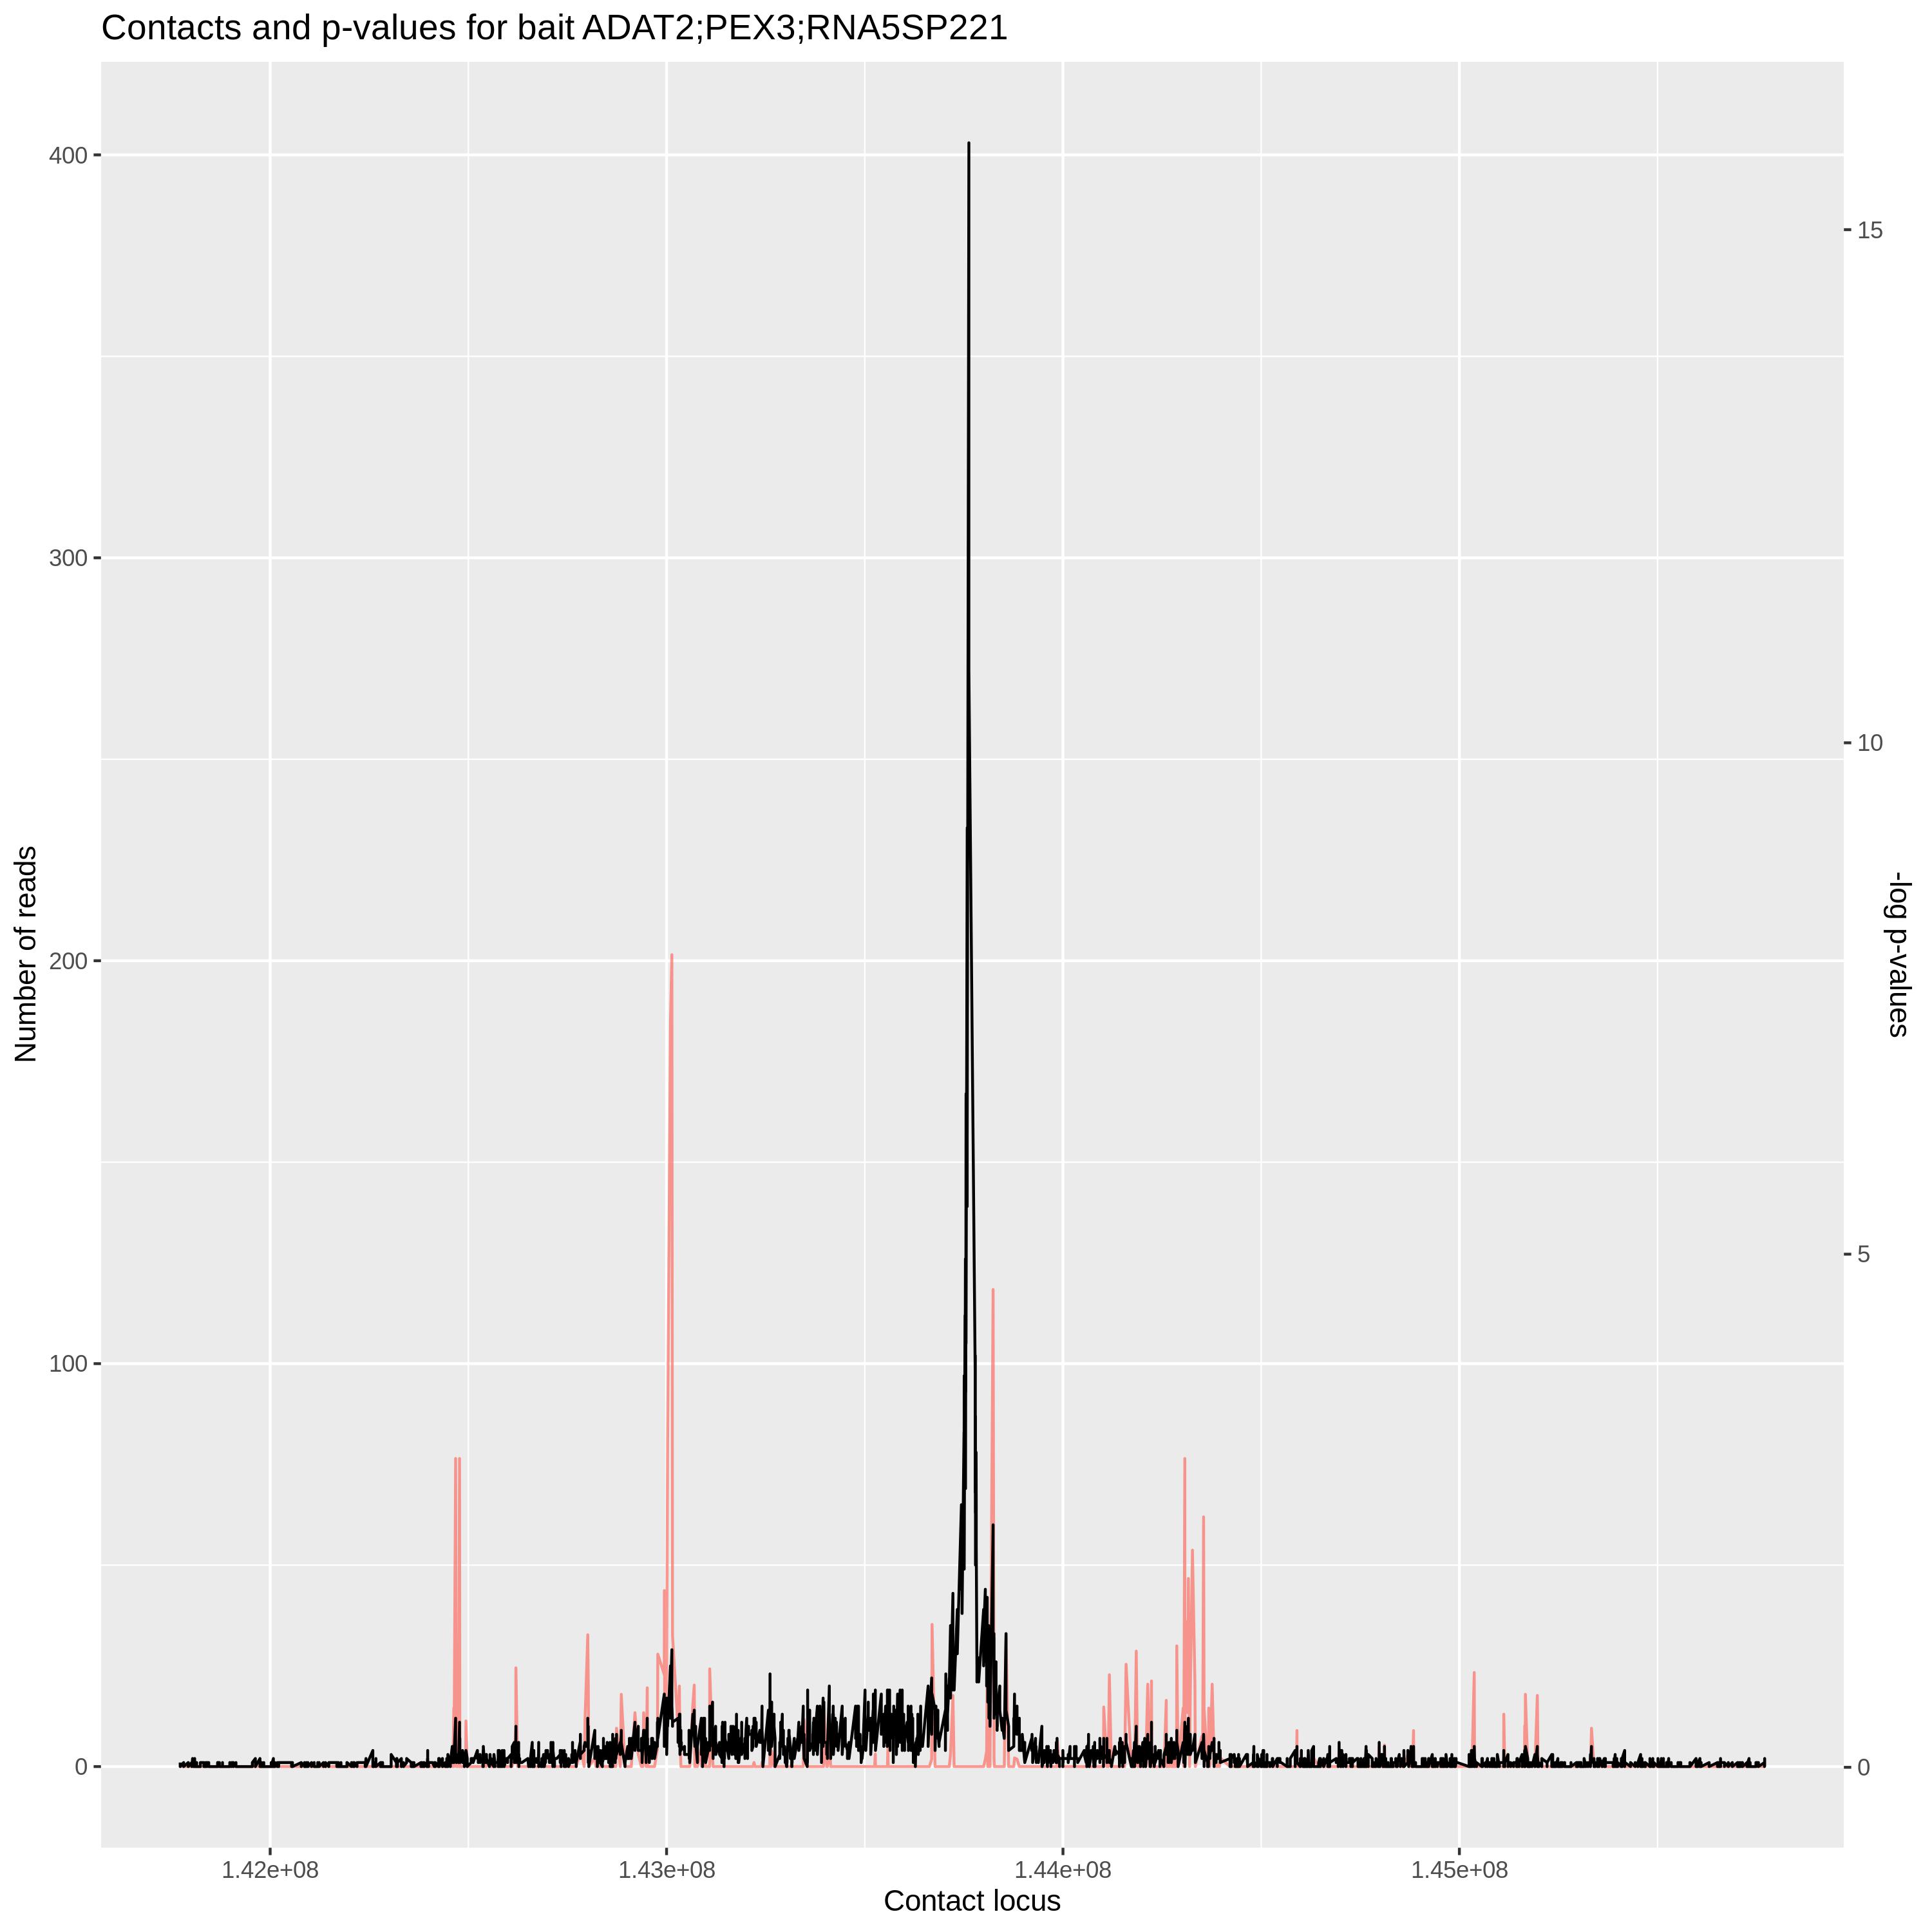 Contacts and p-values for bait ADAT2;PEX3;RNA5SP221
400
300
200
100
0
Number of reads
15
10
5
0
-log p-values
1.42e+08
1.43e+08
1.44e+08
1.45e+08
Contact locus